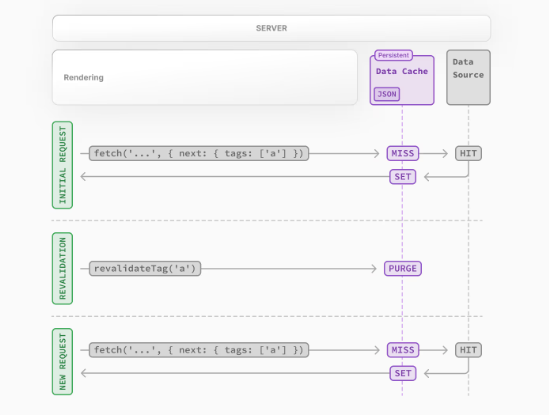 SERVER
Rendering
Persistent
Data Cache
JSON
Data
Source
INITIAL REQUEST
fetch('...', { next: { tags: ['a'] })
MISS
HIT
SET
REVALIDATION
revalidateTag('a')
PURGE
NEW REQUEST
fetch('...', { next: { tags: ['a'] })
MISS
HIT
SET